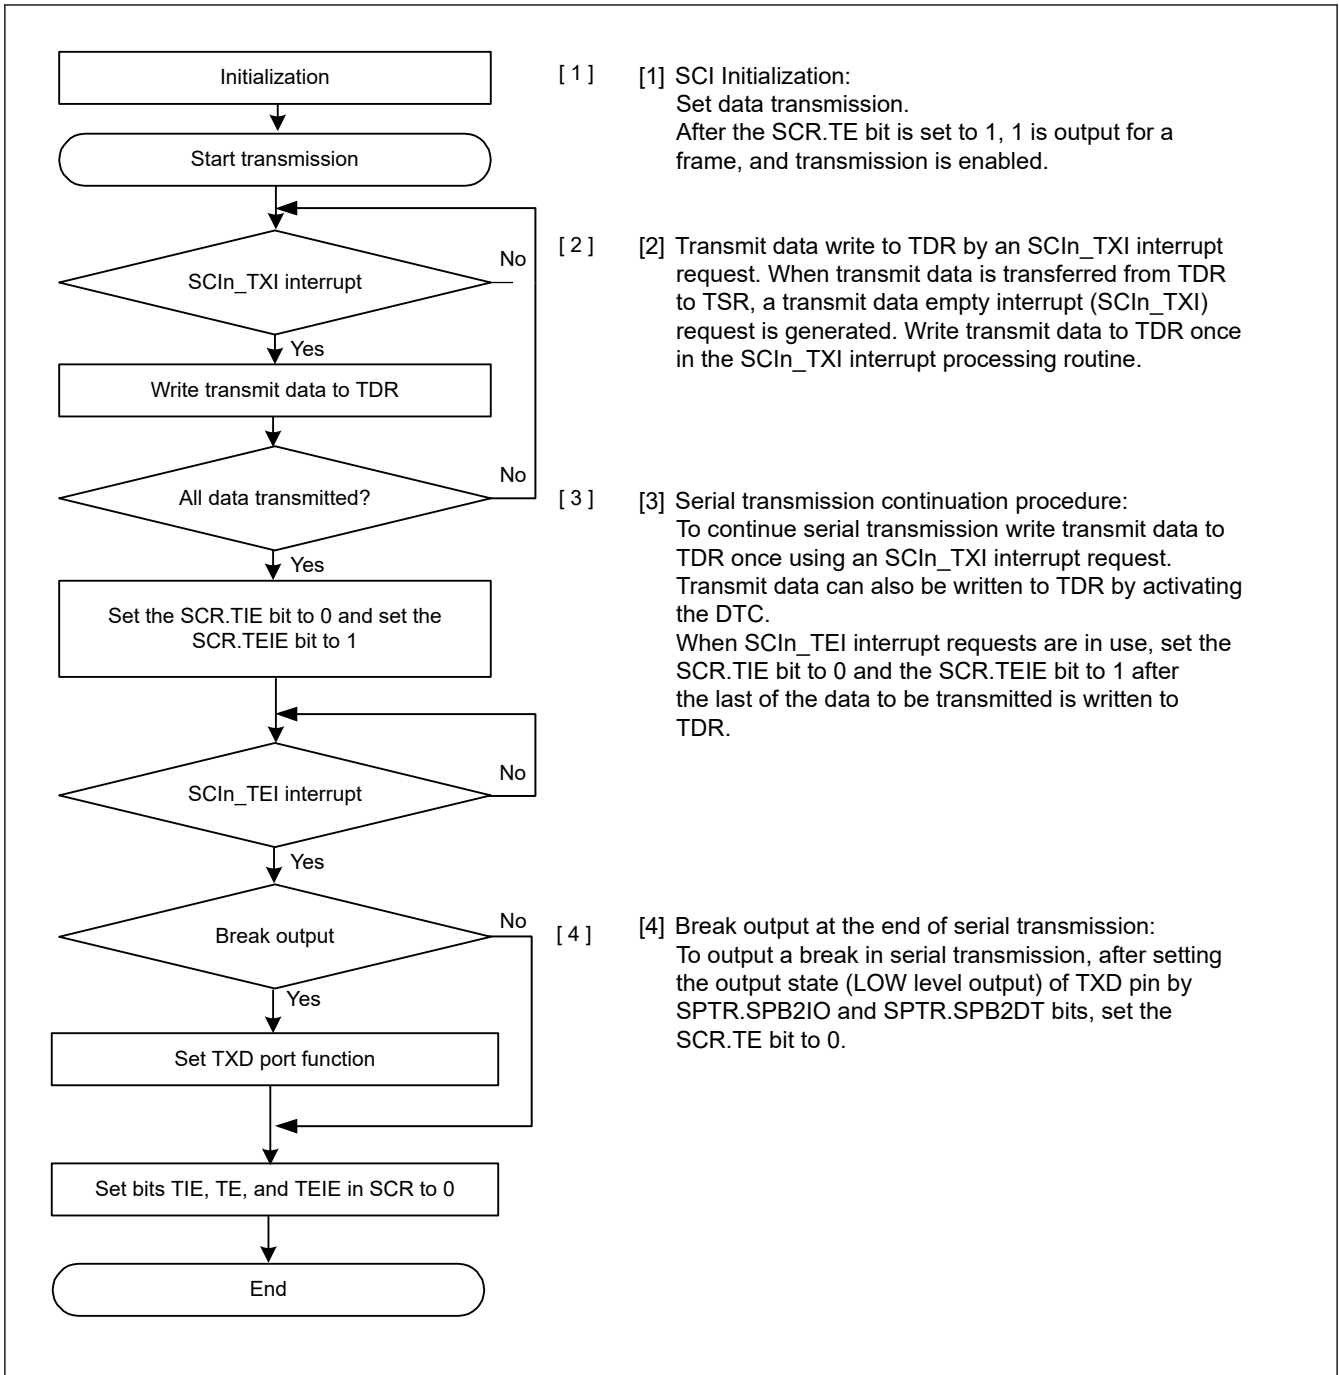 Initialization
[ 1 ]
[1] SCI Initialization:
Set data transmission.
After the SCR.TE bit is set to 1, 1 is output for a
frame, and transmission is enabled.
Start transmission
SCIn_TXI interrupt
No
Yes
[ 2 ]
[2] Transmit data write to TDR by an SCIn_TXI interrupt
request. When transmit data is transferred from TDR
to TSR, a transmit data empty interrupt (SCIn_TXI)
request is generated. Write transmit data to TDR once
in the SCIn_TXI interrupt processing routine.
Write transmit data to TDR
All data transmitted?
No
Yes
[ 3 ]
[3] Serial transmission continuation procedure:
To continue serial transmission write transmit data to
TDR once using an SCIn_TXI interrupt request.
Transmit data can also be written to TDR by activating
the DTC.
When SCIn_TEI interrupt requests are in use, set the
SCR.TIE bit to 0 and the SCR.TEIE bit to 1 after
the last of the data to be transmitted is written to
TDR.
Set the SCR.TIE bit to 0 and set the
SCR.TEIE bit to 1
SCIn_TEI interrupt
No
Yes
Break output
No
Yes
[ 4 ]
[4] Break output at the end of serial transmission:
To output a break in serial transmission, after setting
the output state (LOW level output) of TXD pin by
SPTR.SPB2IO and SPTR.SPB2DT bits, set the
SCR.TE bit to 0.
Set TXD port function
Set bits TIE, TE, and TEIE in SCR to 0
End